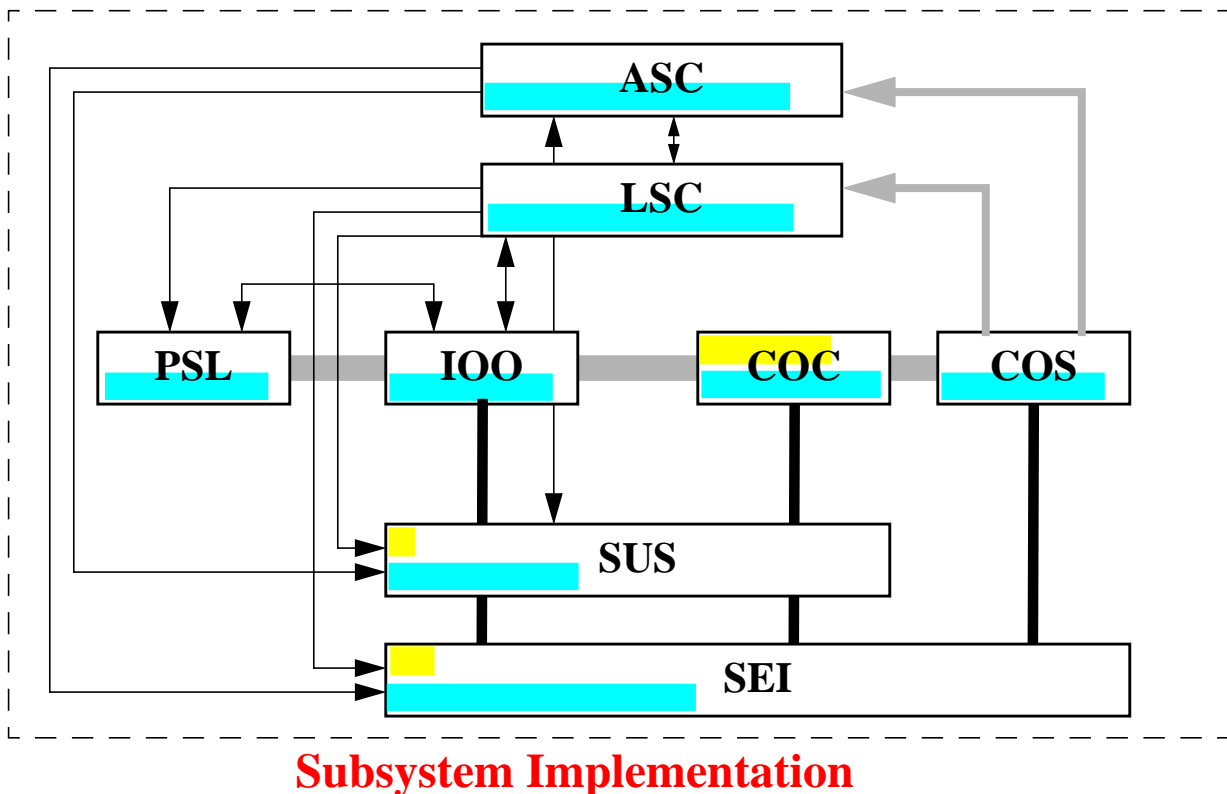 ASC
LSC
PSL
IOO
COC
COS
SUS
SEI
Subsystem Implementation